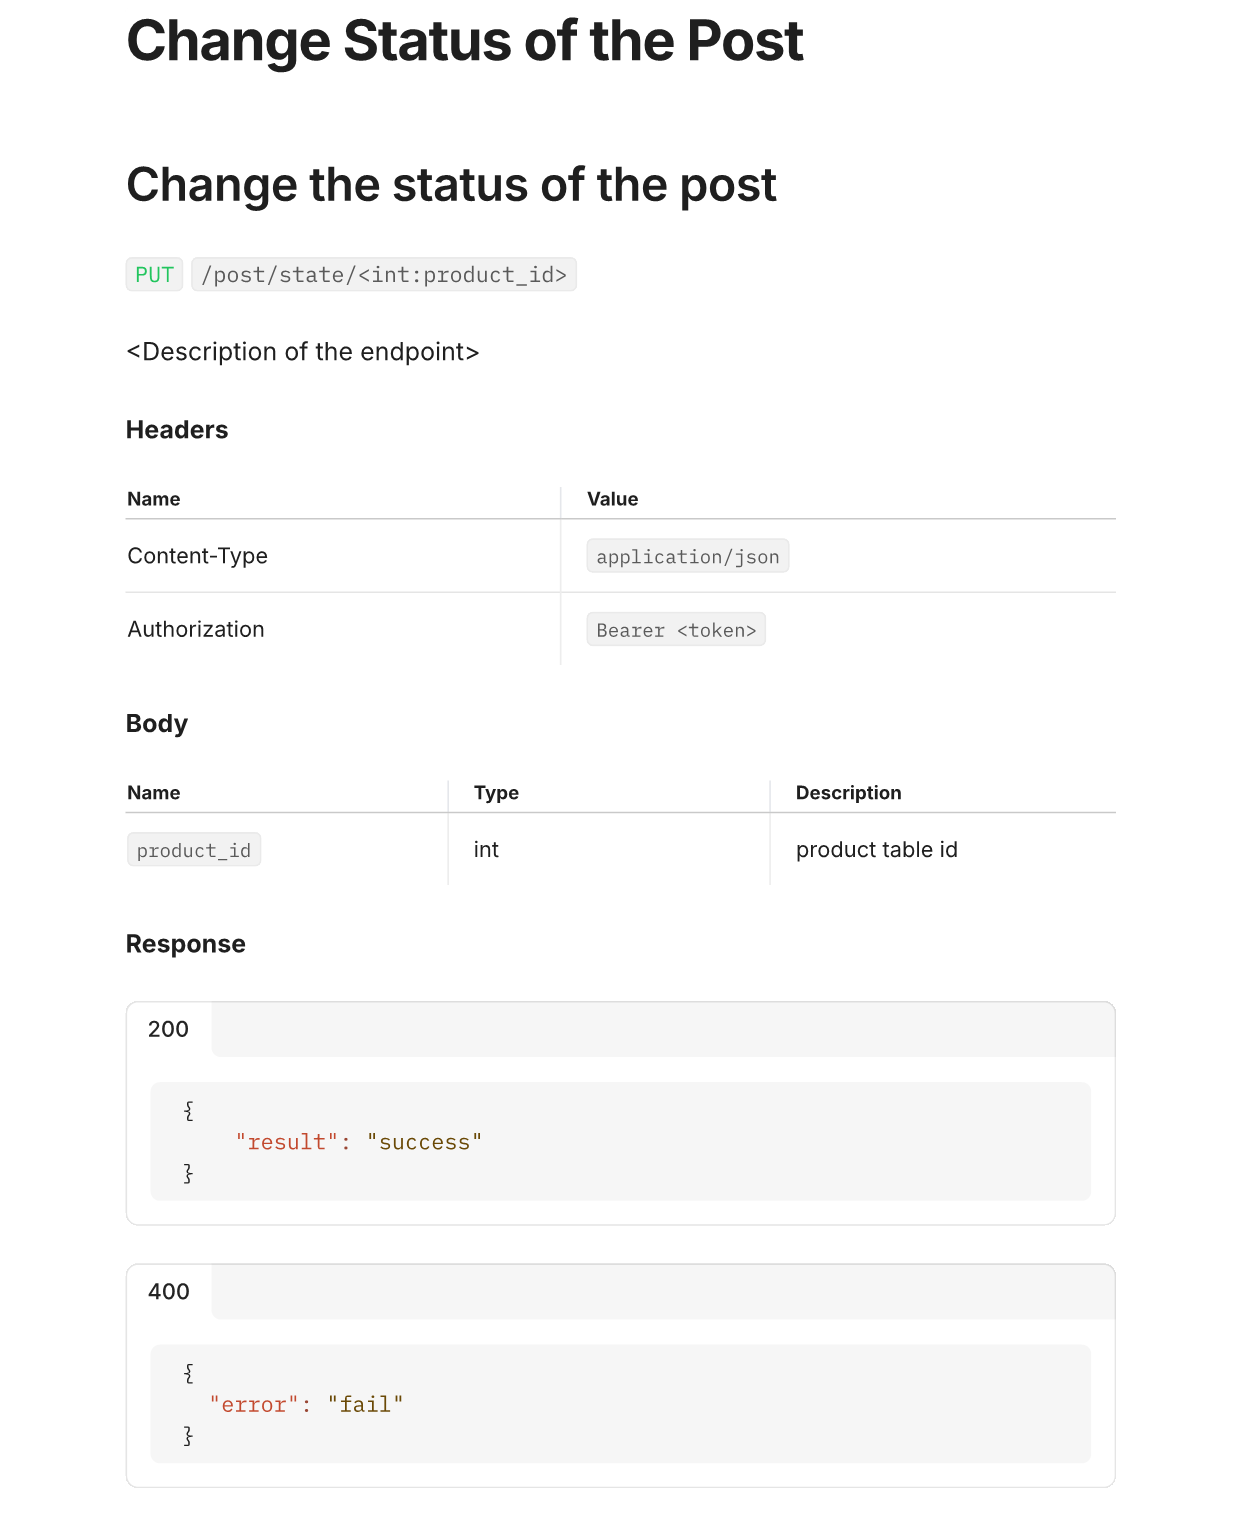 Change Status of the Post
Change the status of the post
PUT /post/state/<int:product_id>
<Description of the endpoint>
Headers
Name Value
Content-Type application/json
Authorization Bearer <token>
Body
Name Type Description
product_id int product table id
Response
200
{
"result": "success"
}
400
{
"error": "fail"
}